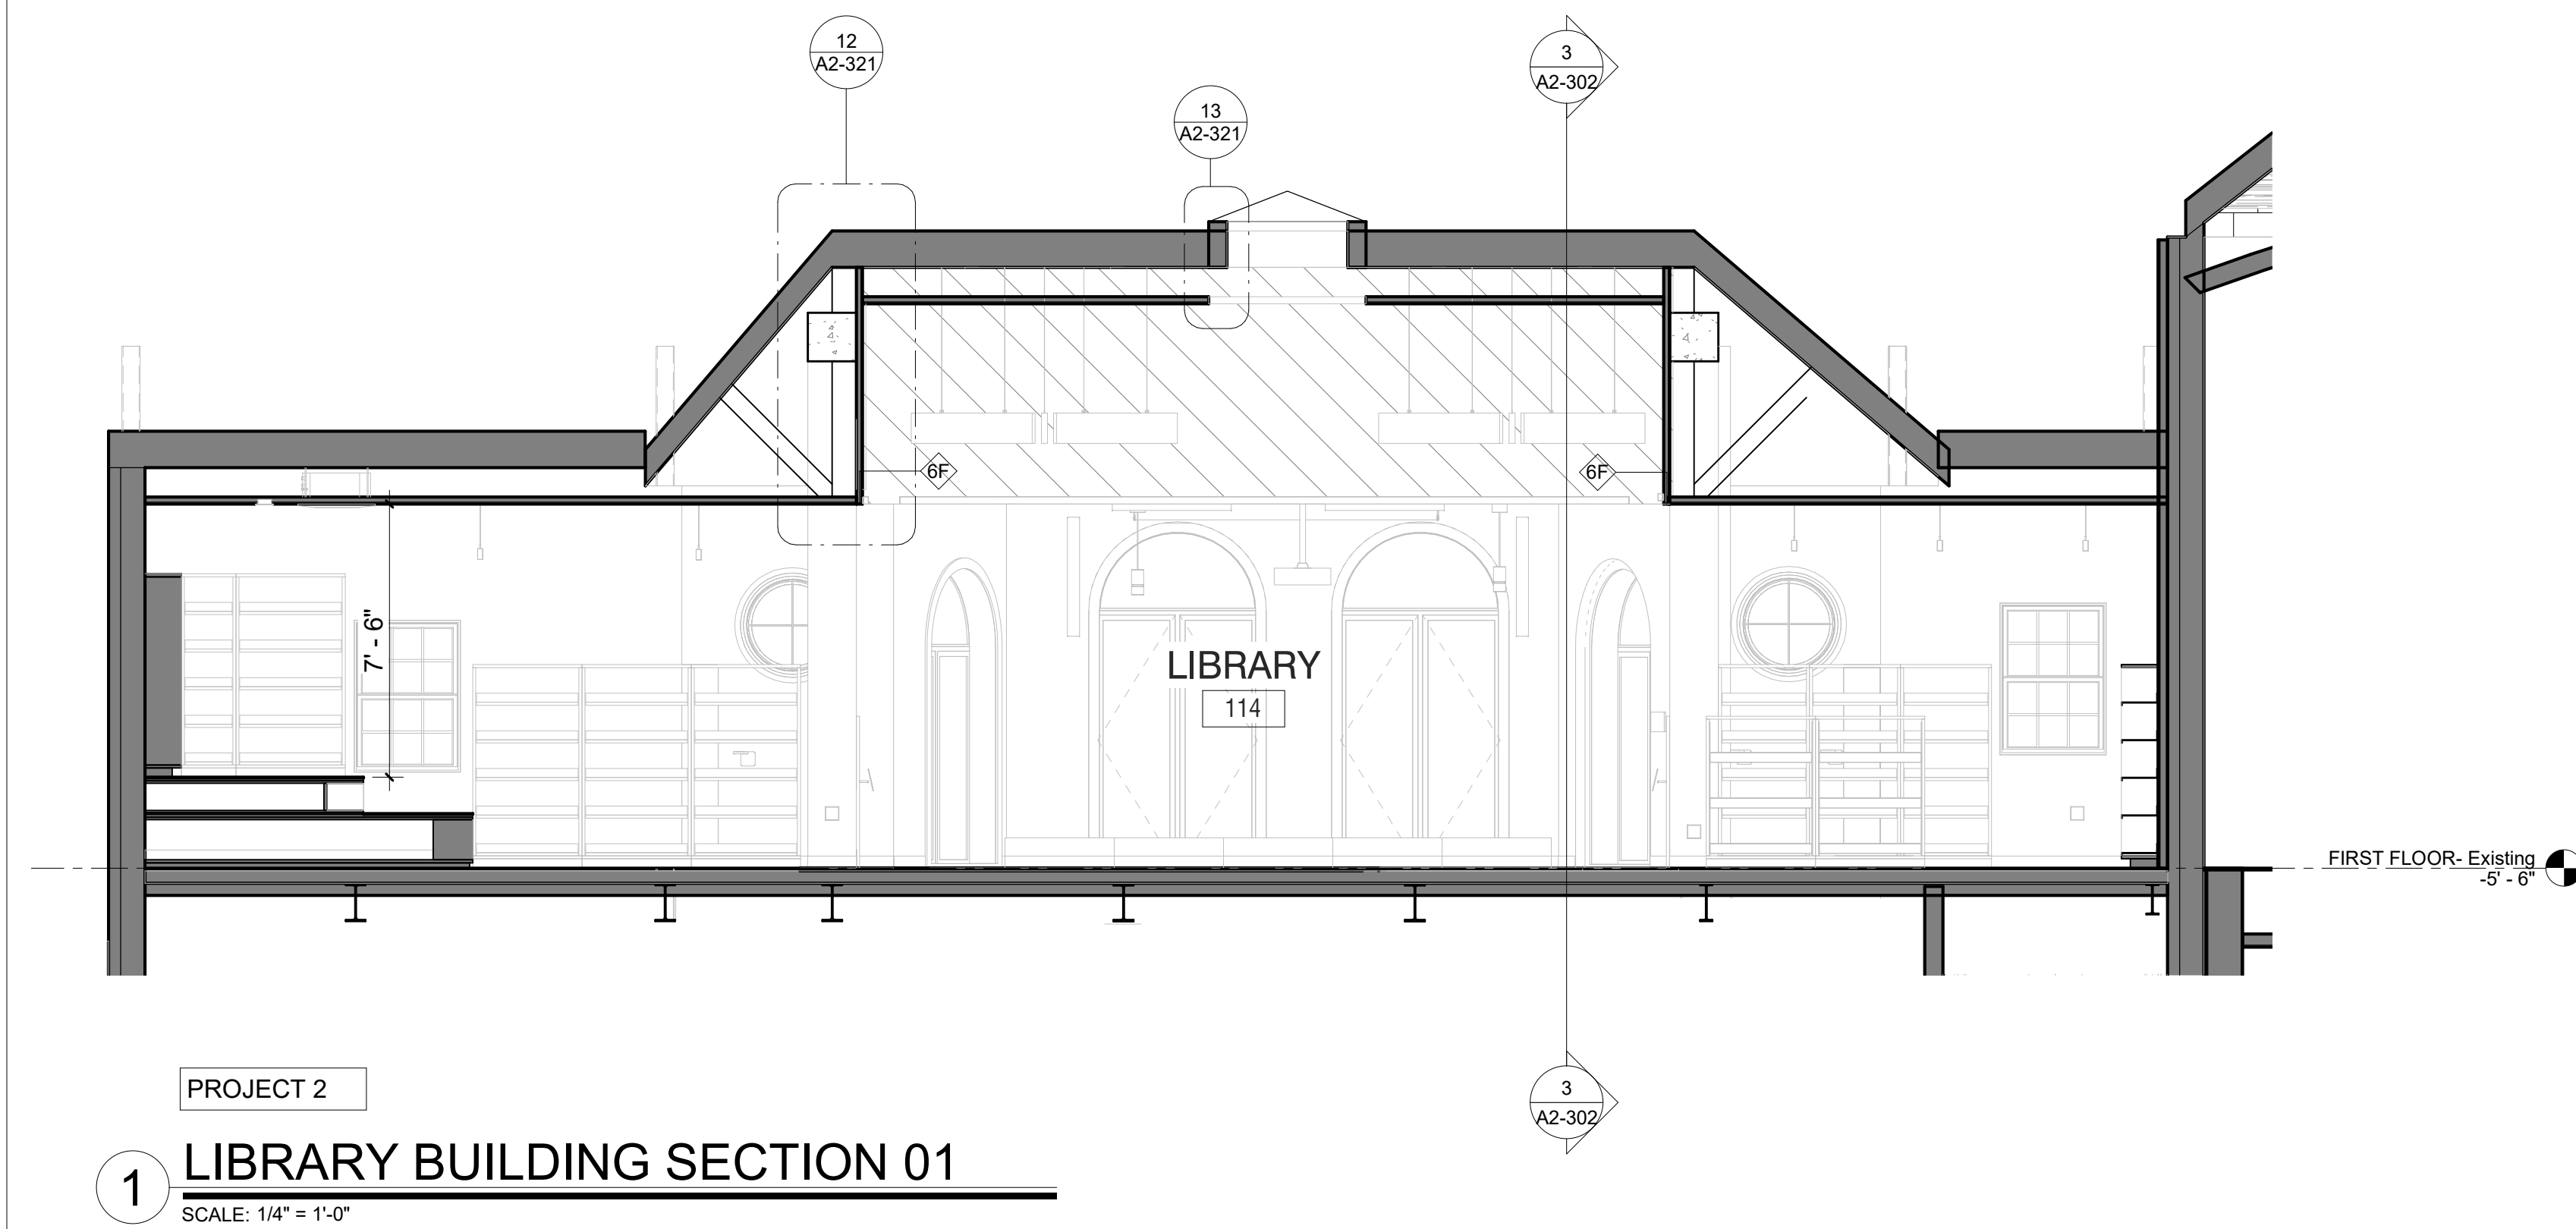 12
A2-321
3
A2-302
13
A2-321
6F
6F
7' - 6"
LIBRARY
114
FIRST FLOOR- Existing
-5' - 6"
PROJECT 2
3
A2-302
1
LIBRARY BUILDING SECTION 01
SCALE: 1/4" = 1'-0"